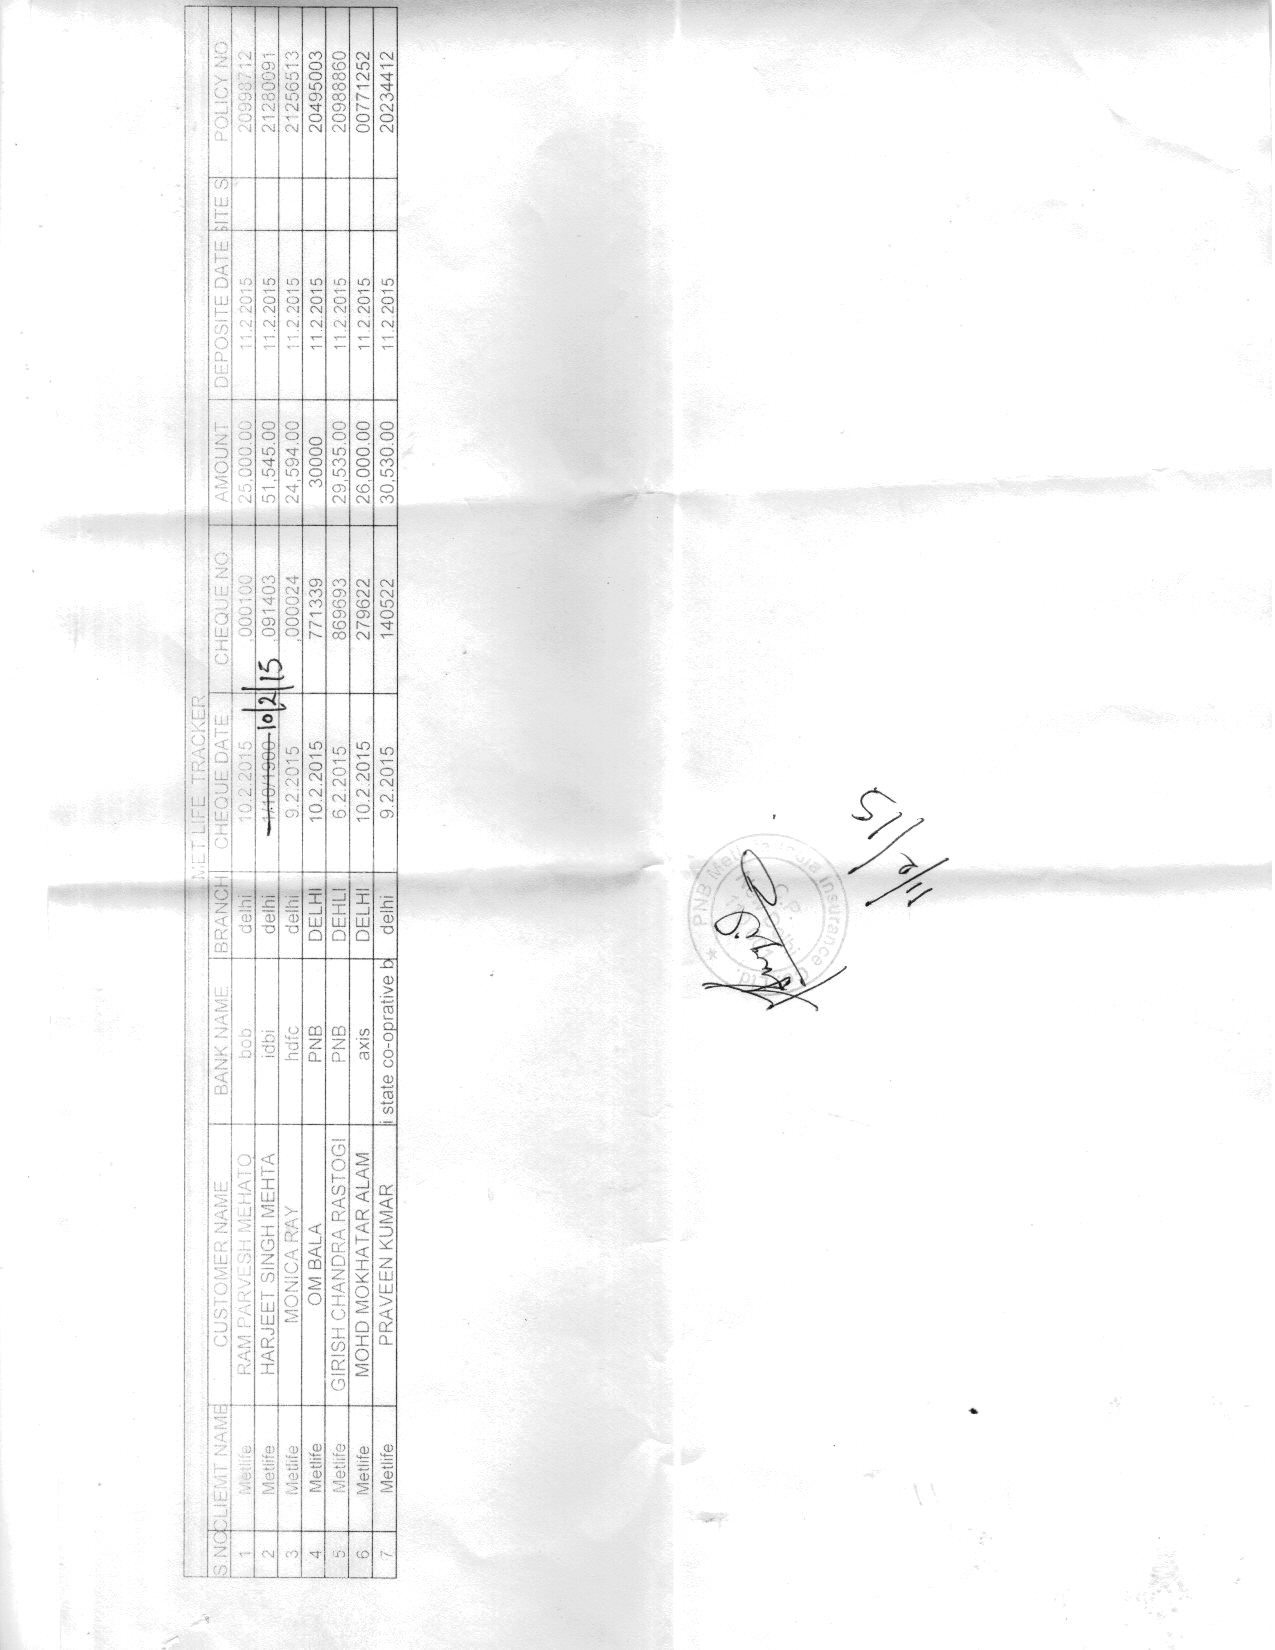 METLIFE TRACKER
S NO CLIEMT NAME CUSTOMER NAME BANK NAME BRANCH CHEQUE DATE CHEQUE NO AMOUNT DEPOSITE DATE SITE S POLICY NO
1 Metlife RAM PARVESH MEHATO bob delhi 10.2.2015 ,000100 25,000.00 11.2.2015 20998712
2 Metlife HARJEET SINGH MEHTA idbi delhi 1/10/1900 10/2/15 ,091403 51,545.00 11.2.2015 21280091
3 Metlife MONICA RAY hdfc delhi 9.2.2015 ,000024 24,594.00 11.2.2015 21256513
4 Metlife OM BALA PNB DELHI 10.2.2015 771339 30000 11.2.2015 20495003
5 Metlife GIRISH CHANDRA RASTOGI PNB DEHLI 6.2.2015 869693 29,535.00 11.2.2015 20988860
6 Metlife MOHD MOKHATAR ALAM axis DELHI 10.2.2015 279622 26,000.00 11.2.2015 00771252
7 Metlife PRAVEEN KUMAR i state co-oprative b delhi 9.2.2015 140522 30,530.00 11.2.2015 20234412
PNB MetLife India Insurance Co. Ltd.
C.P.
11/2/15